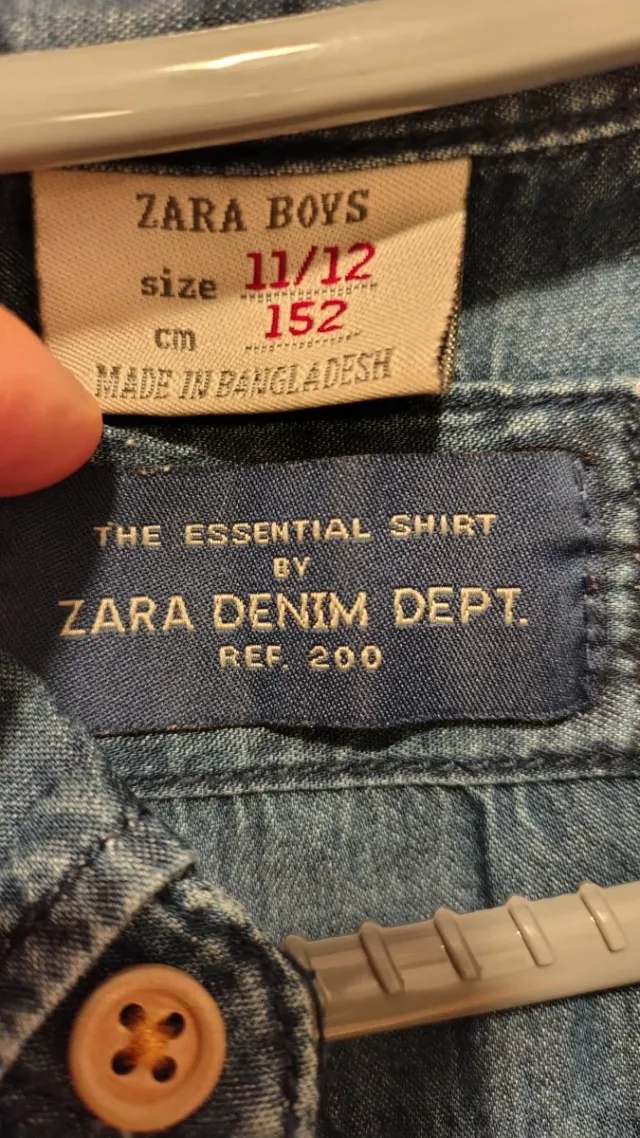 ZARA BOYS
size 11/12
cm 152
MADE IN BANGLADESH
THE ESSENTIAL SHIRT
BY
ZARA DENIM DEPT.
REF. 200